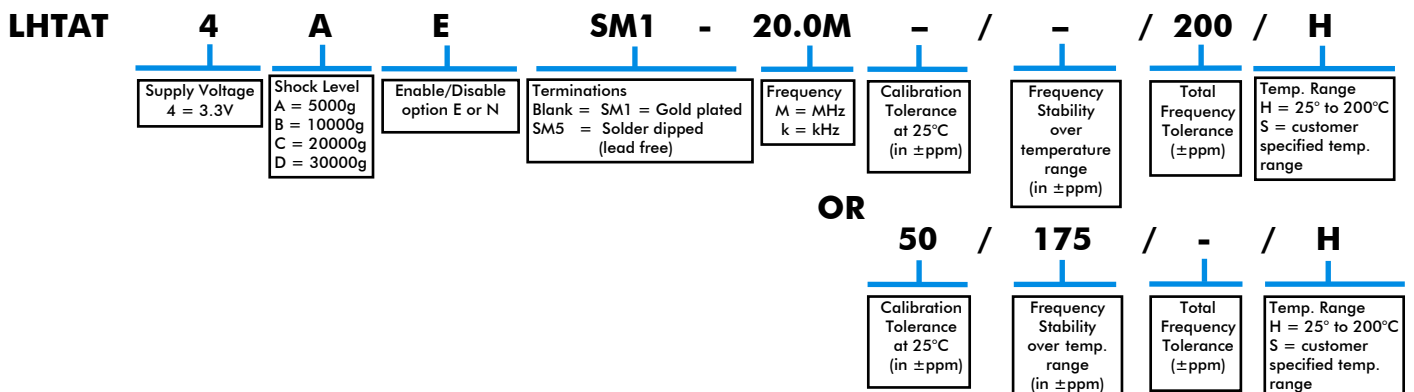 LHTAT 4 A E SM1 - 20.0M – / – / 200 / H
Supply Voltage
4 = 3.3V
Shock Level
A = 5000g
B = 10000g
C = 20000g
D = 30000g
Enable/Disable
option E or N
Terminations
Blank = SM1 = Gold plated
SM5 = Solder dipped
(lead free)
Frequency
M = MHz
k = kHz
Calibration
Tolerance
at 25°C
(in ±ppm)
Frequency
Stability
over
temperature
range
(in ±ppm)
Total
Frequency
Tolerance
(±ppm)
Temp. Range
H = 25° to 200°C
S = customer
specified temp.
range
OR
50 / 175 / - / H
Calibration
Tolerance
at 25°C
(in ±ppm)
Frequency
Stability
over temp.
range
(in ±ppm)
Total
Frequency
Tolerance
(±ppm)
Temp. Range
H = 25° to 200°C
S = customer
specified temp.
range